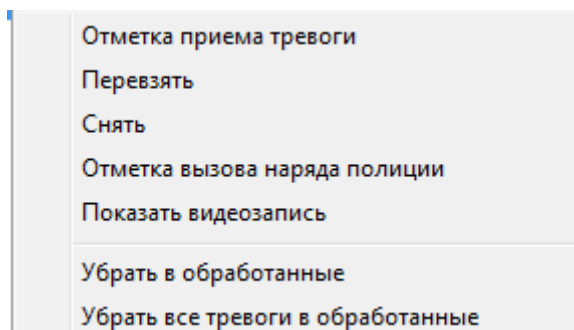 Отметка приема тревоги
Перевзять
Снять
Отметка вызова наряда полиции
Показать видеозапись
Убрать в обработанные
Убрать все тревоги в обработанные